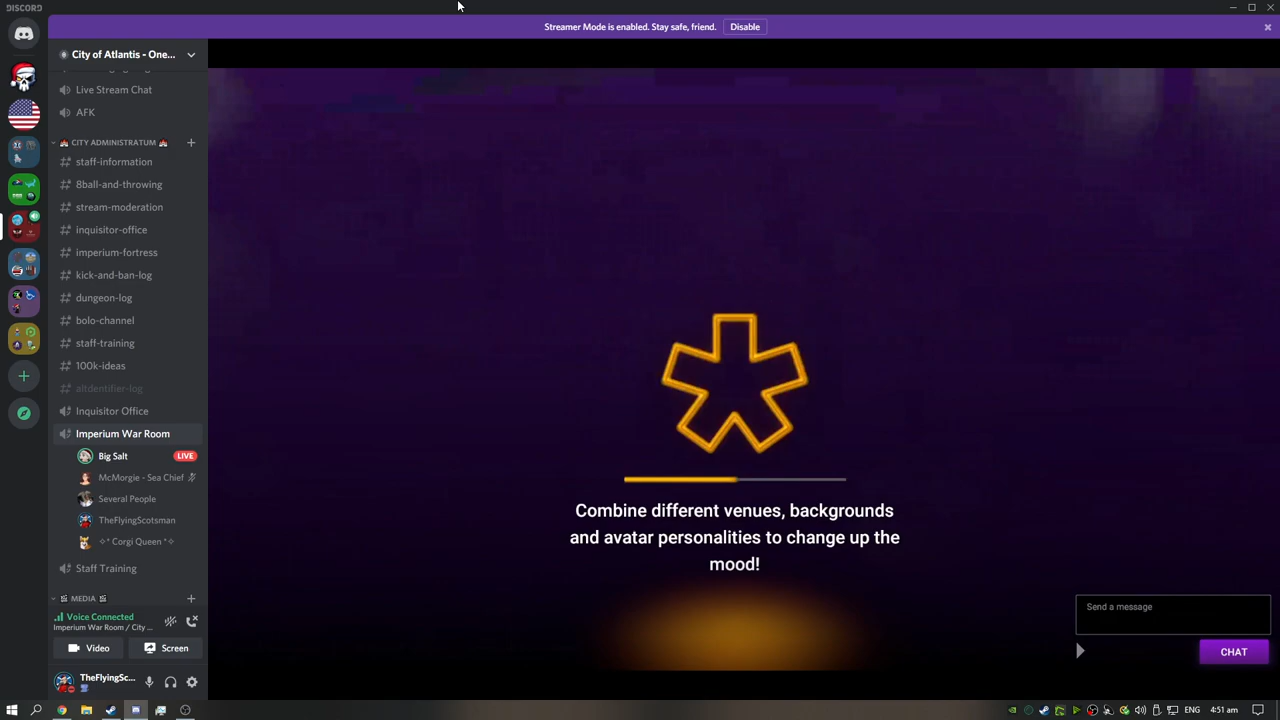 DISCORD
Streamer Mode is enabled. Stay safe, friend.
Disable
City of Atlantis - One...
Live Stream Chat
AFK
CITY ADMINISTRATUM
staff-information
8ball-and-throwing
stream-moderation
inquisitor-office
imperium-fortress
kick-and-ban-log
dungeon-log
bolo-channel
staff-training
100k-ideas
altdentifier-log
Inquisitor Office
Imperium War Room
Big Salt
LIVE
McMorgie - Sea Chief
Several People
TheFlyingScotsman
✧* Corgi Queen *✧
Staff Training
MEDIA
Voice Connected
Imperium War Room / City ...
Video
Screen
TheFlyingSc...
Combine different venues, backgrounds
and avatar personalities to change up the
mood!
Send a message
CHAT
ENG
4:51 am